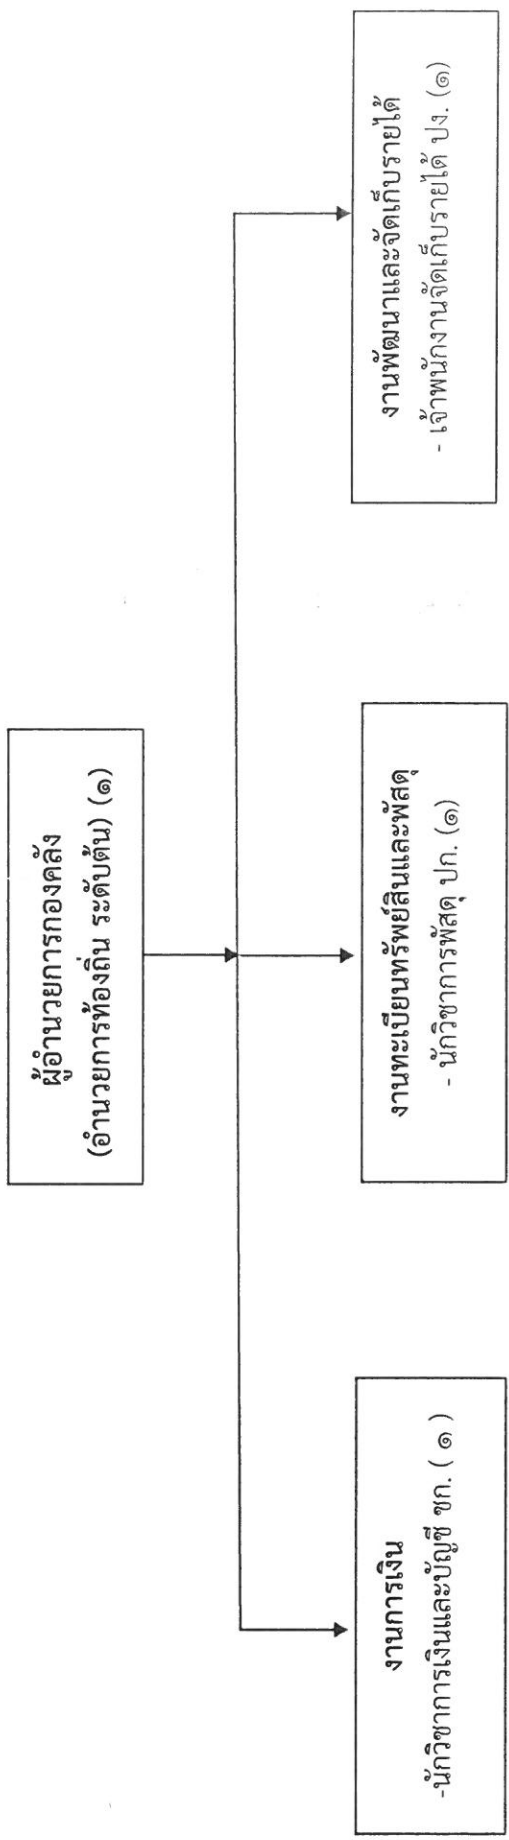 ผู้อำนวยการกองคลัง
(อำนวยการท้องถิ่น ระดับต้น) (๑)
งานการเงิน
-นักวิชาการเงินและบัญชี ชก. ( ๑ )
งานทะเบียนทรัพย์สินและพัสดุ
- นักวิชาการพัสดุ ปก. (๑)
งานพัฒนาและจัดเก็บรายได้
- เจ้าพนักงานจัดเก็บรายได้ ปง. (๑)